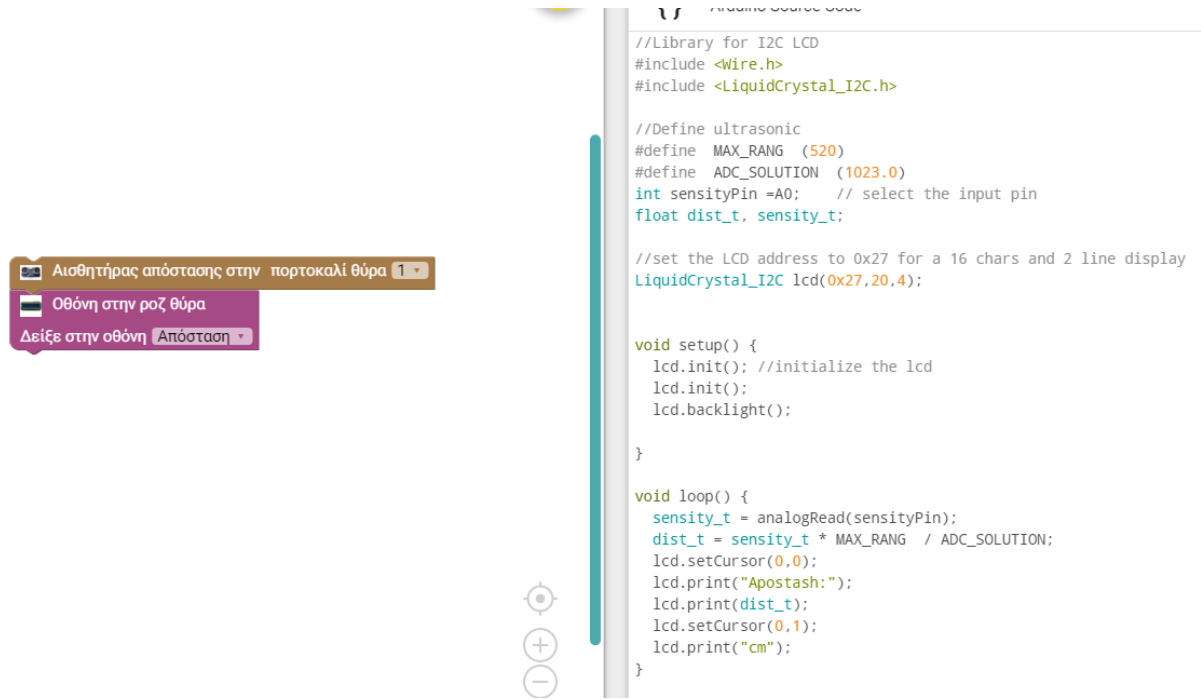 Αισθητήρας απόστασης στην πορτοκαλί θύρα 1
Οθόνη στην ροζ θύρα
Δείξε στην οθόνη Απόσταση
{ } Arduino Source Code
//Library for I2C LCD
#include <Wire.h>
#include <LiquidCrystal_I2C.h>
//Define ultrasonic
#define  MAX_RANG  (520)
#define  ADC_SOLUTION  (1023.0)
int sensityPin =A0;    // select the input pin
float dist_t, sensity_t;
//set the LCD address to 0x27 for a 16 chars and 2 line display
LiquidCrystal_I2C lcd(0x27,20,4);
void setup() {
  lcd.init(); //initialize the lcd
  lcd.init();
  lcd.backlight();
}
void loop() {
  sensity_t = analogRead(sensityPin);
  dist_t = sensity_t * MAX_RANG  / ADC_SOLUTION;
  lcd.setCursor(0,0);
  lcd.print("Apostash:");
  lcd.print(dist_t);
  lcd.setCursor(0,1);
  lcd.print("cm");
}